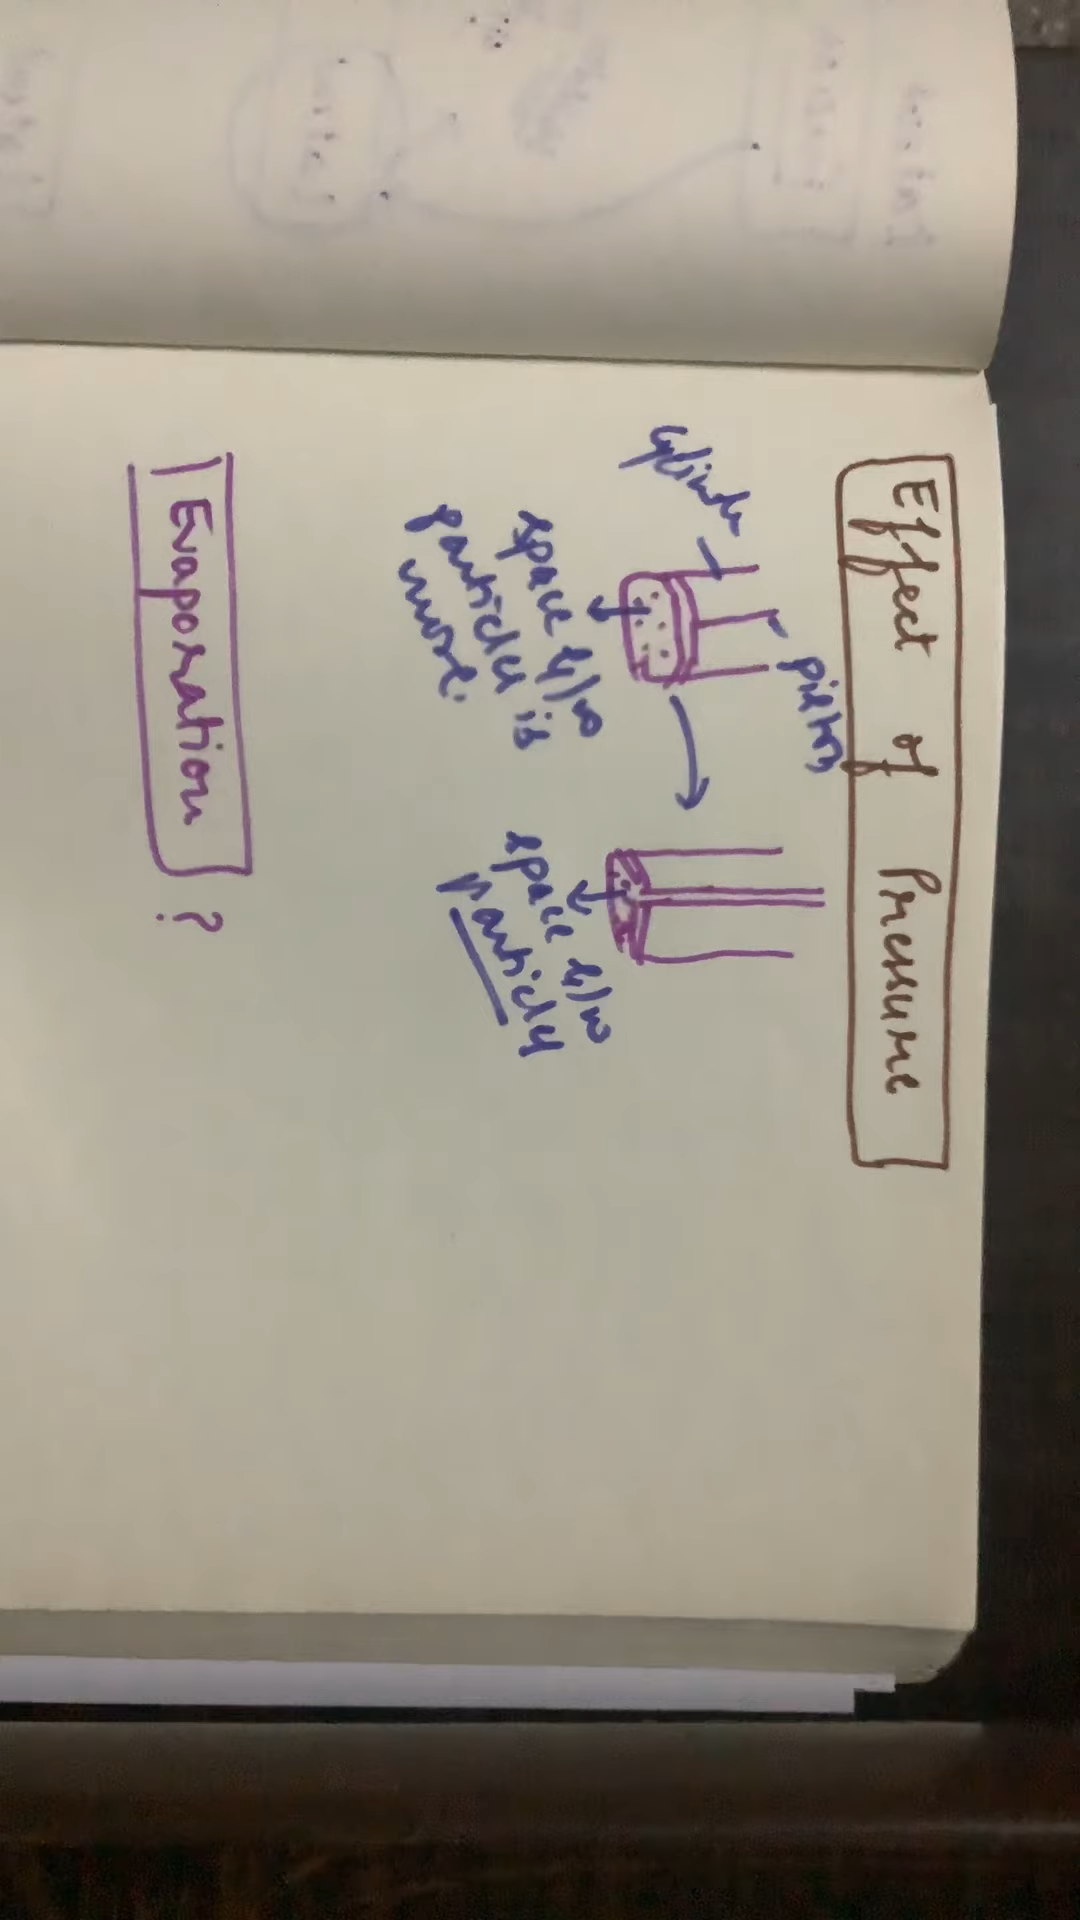 Effect of Pressure
Piston
Cylinder
space b/w
particles is
more.
space b/w
particles
Evaporation ?